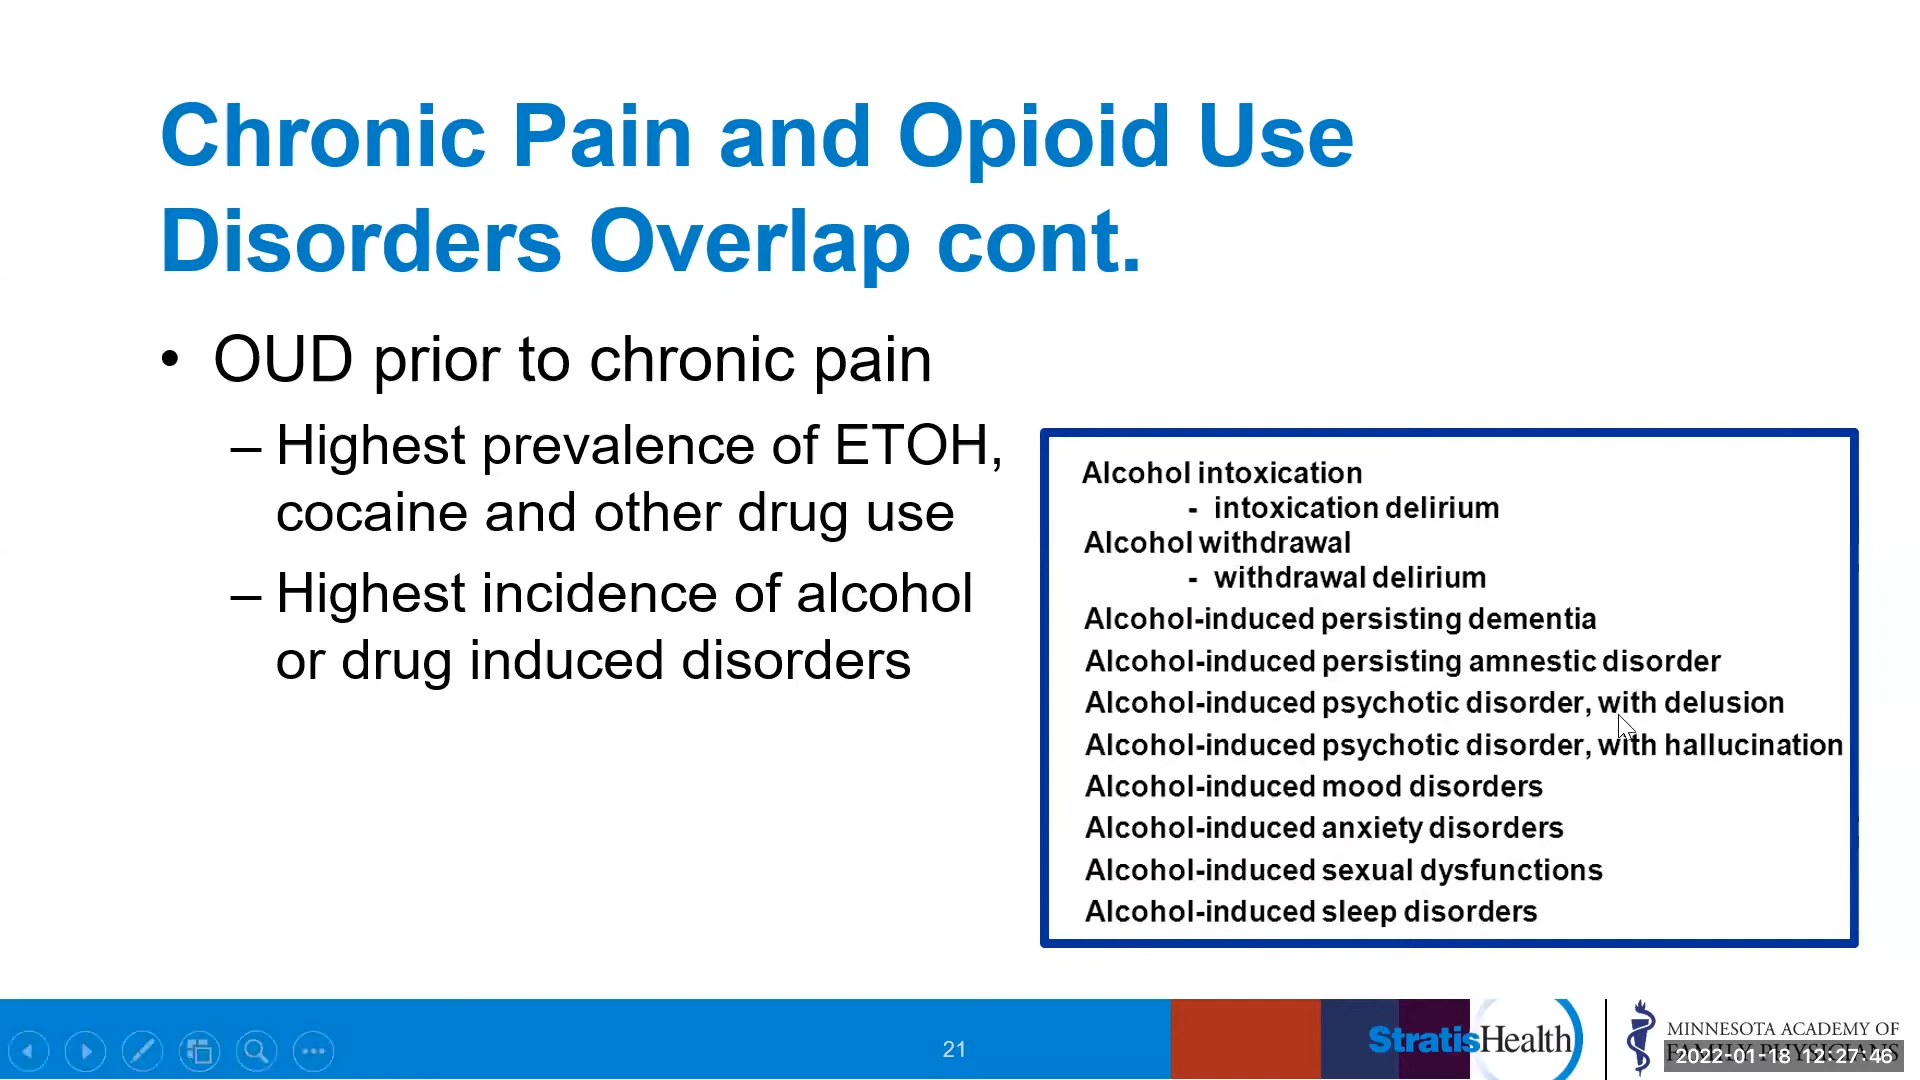 Chronic Pain and Opioid Use
Disorders Overlap cont.
• OUD prior to chronic pain
– Highest prevalence of ETOH,
cocaine and other drug use
– Highest incidence of alcohol
or drug induced disorders
Alcohol intoxication
- intoxication delirium
Alcohol withdrawal
- withdrawal delirium
Alcohol-induced persisting dementia
Alcohol-induced persisting amnestic disorder
Alcohol-induced psychotic disorder, with delusion
Alcohol-induced psychotic disorder, with hallucination
Alcohol-induced mood disorders
Alcohol-induced anxiety disorders
Alcohol-induced sexual dysfunctions
Alcohol-induced sleep disorders
21
StratisHealth
MINNESOTA ACADEMY OF
FAMILY PHYSICIANS
2022-01-18 12:27:46